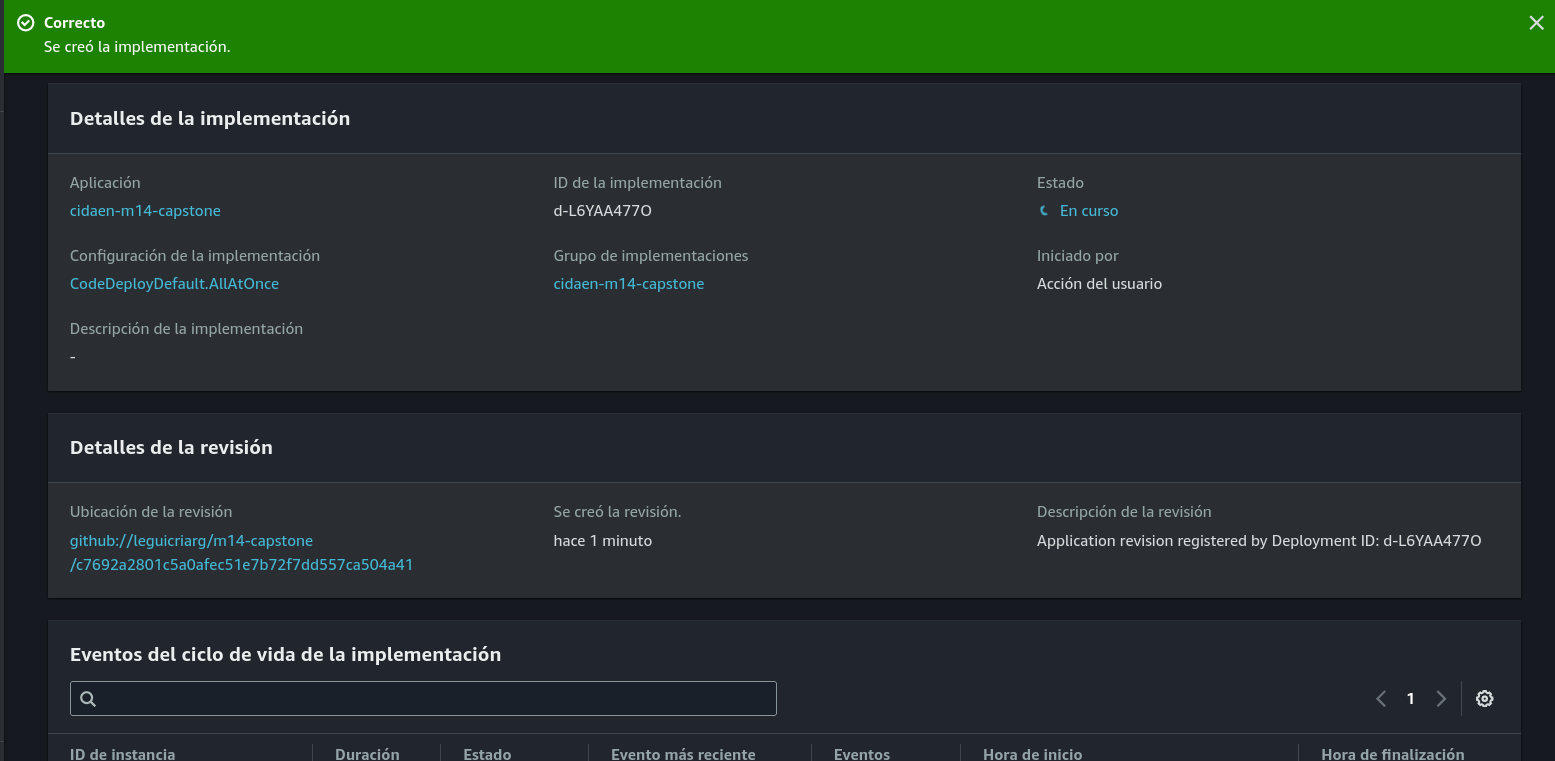 Correcto
Se creó la implementación.
Detalles de la implementación
Aplicación
cidaen-m14-capstone
ID de la implementación
d-L6YAA477O
Estado
En curso
Configuración de la implementación
CodeDeployDefault.AllAtOnce
Grupo de implementaciones
cidaen-m14-capstone
Iniciado por
Acción del usuario
Descripción de la implementación
-
Detalles de la revisión
Ubicación de la revisión
github://leguicriarg/m14-capstone
/c7692a2801c5a0afec51e7b72f7dd557ca504a41
Se creó la revisión.
hace 1 minuto
Descripción de la revisión
Application revision registered by Deployment ID: d-L6YAA477O
Eventos del ciclo de vida de la implementación
1
ID de instancia
Duración
Estado
Evento más reciente
Eventos
Hora de inicio
Hora de finalización